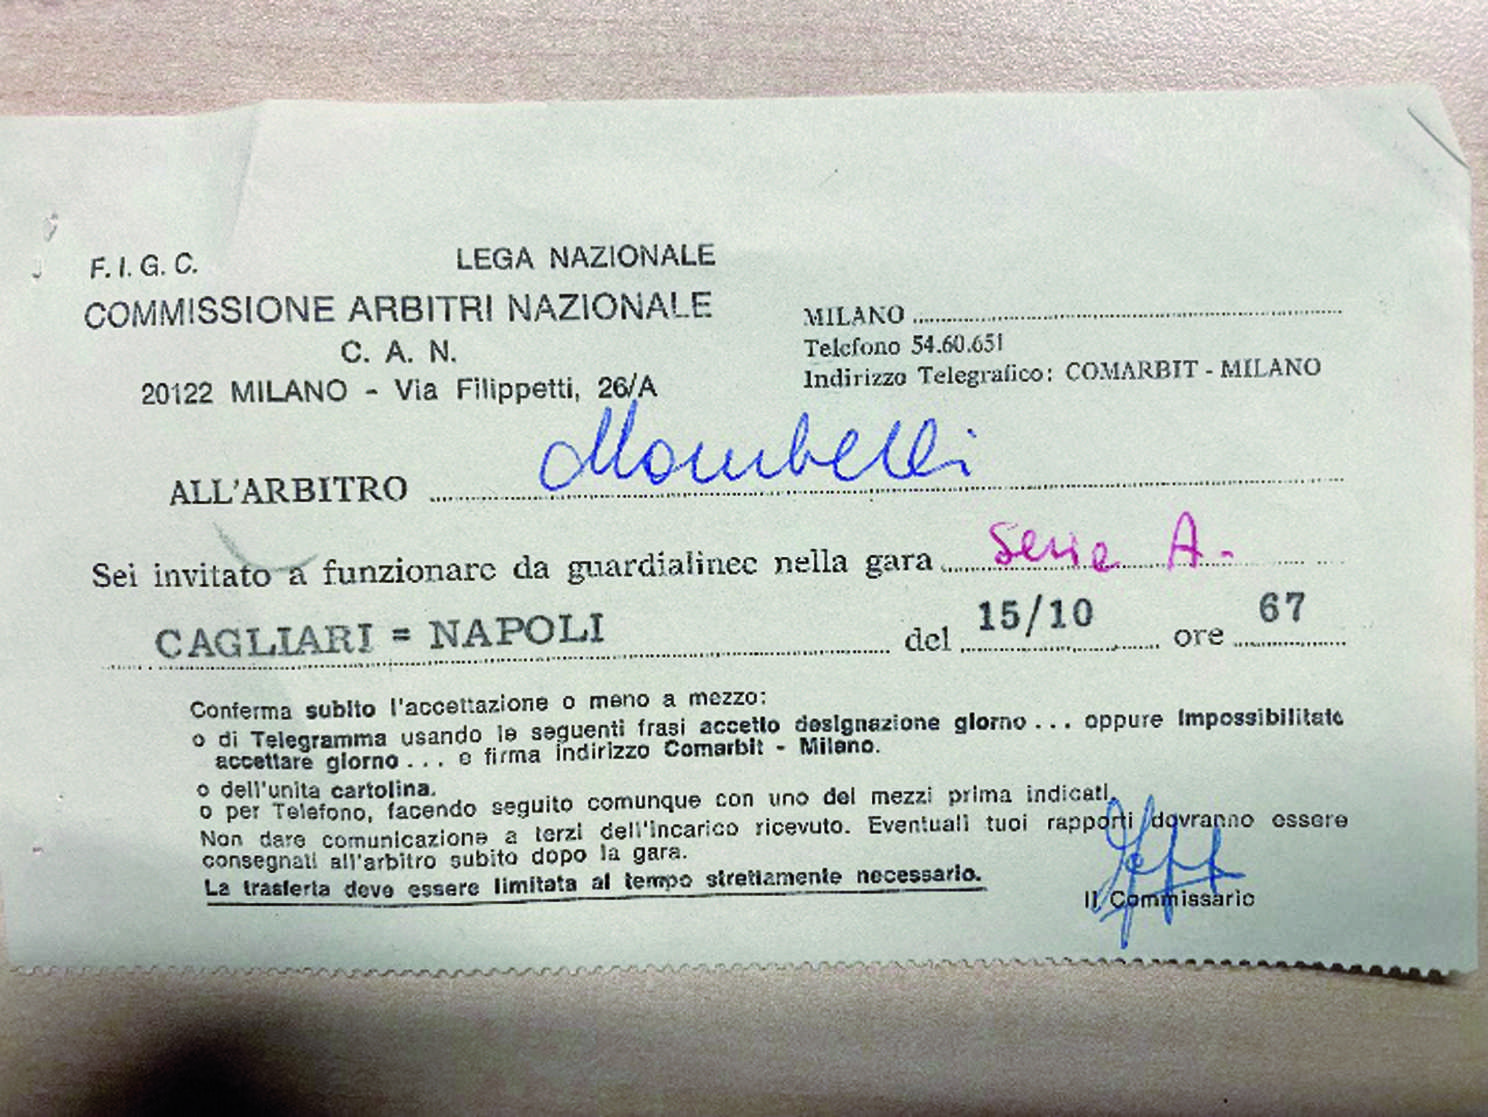 F. I. G. C. LEGA NAZIONALE
COMMISSIONE ARBITRI NAZIONALE
C. A. N.
20122 MILANO - Via Filippetti, 26/A
MILANO
Telefono 54.60.651
Indirizzo Telegrafico: COMARBIT - MILANO
ALL'ARBITRO Mombelli
Sei invitato a funzionare da guardialinee nella gara Serie A.
CAGLIARI = NAPOLI del 15/10 ore 67
Conferma subito l'accettazione o meno a mezzo:
o di Telegramma usando le seguenti frasi accetto designazione giorno . . . oppure Impossibilitato
accettare giorno . . . e firma indirizzo Comarbit - Milano.
o dell'unita cartolina.
o per Telefono, facendo seguito comunque con uno dei mezzi prima indicati.
Non dare comunicazione a terzi dell'incarico ricevuto. Eventuali tuoi rapporti dovranno essere
consegnati all'arbitro subito dopo la gara.
La trasferta deve essere limitata al tempo strettamente necessario.
Il Commissario